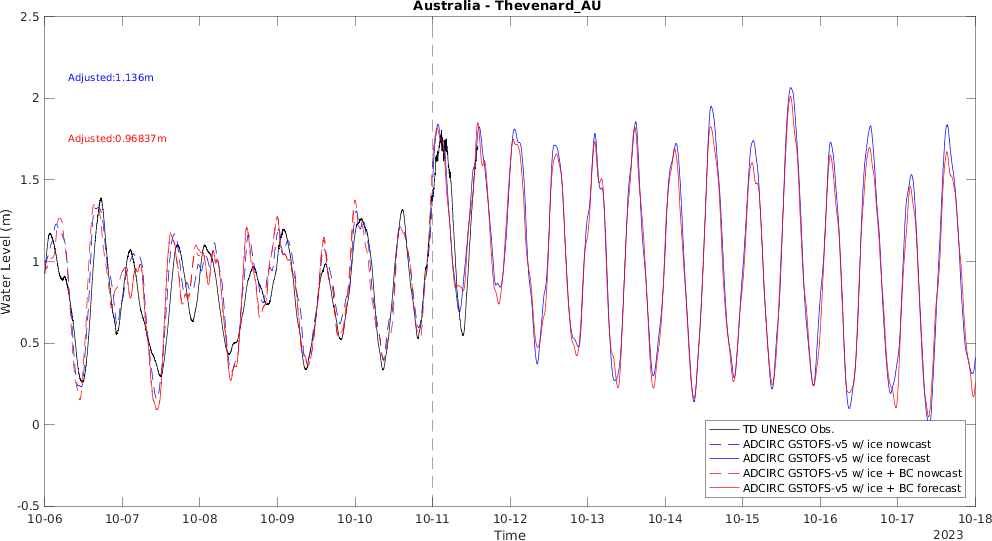 Australia - Thevenard_AU
2.5
2
1.5
1
0.5
0
-0.5
Water Level (m)
Adjusted:1.136m
Adjusted:0.96837m
TD UNESCO Obs.
ADCIRC GSTOFS-v5 w/ ice nowcast
ADCIRC GSTOFS-v5 w/ ice forecast
ADCIRC GSTOFS-v5 w/ ice + BC nowcast
ADCIRC GSTOFS-v5 w/ ice + BC forecast
10-06 10-07 10-08 10-09 10-10 10-11 10-12 10-13 10-14 10-15 10-16 10-17 10-18
Time
2023